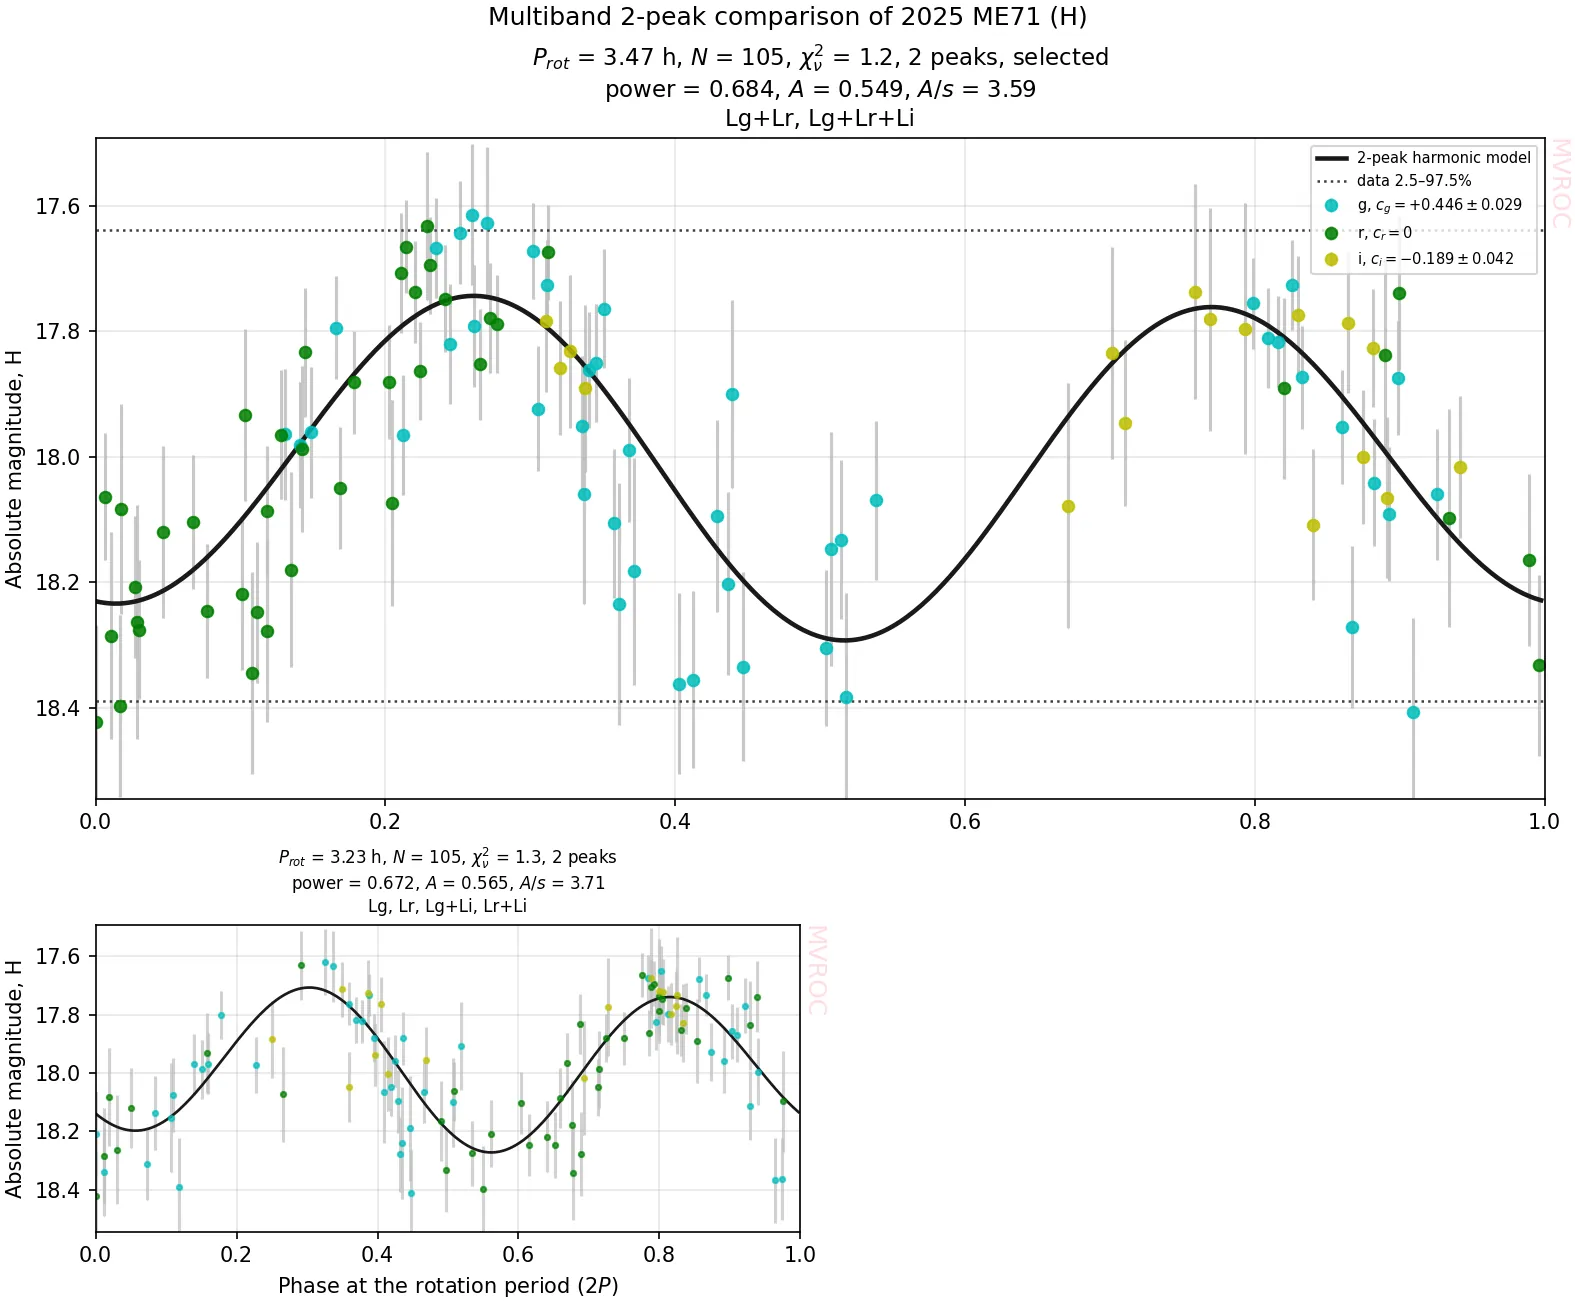 Multiband 2-peak comparison of 2025 ME71 (H)
P_rot = 3.47 h, N = 105, χ²_ν = 1.2, 2 peaks, selected
power = 0.684, A = 0.549, A/s = 3.59
Lg+Lr, Lg+Lr+Li
Absolute magnitude, H
17.6
17.8
18.0
18.2
18.4
0.0 0.2 0.4 0.6 0.8 1.0
2-peak harmonic model
data 2.5–97.5%
g, c_g = +0.446 ± 0.029
r, c_r = 0
i, c_i = −0.189 ± 0.042
MVROC
P_rot = 3.23 h, N = 105, χ²_ν = 1.3, 2 peaks
power = 0.672, A = 0.565, A/s = 3.71
Lg, Lr, Lg+Li, Lr+Li
Absolute magnitude, H
17.6
17.8
18.0
18.2
18.4
0.0 0.2 0.4 0.6 0.8 1.0
Phase at the rotation period (2P)
MVROC